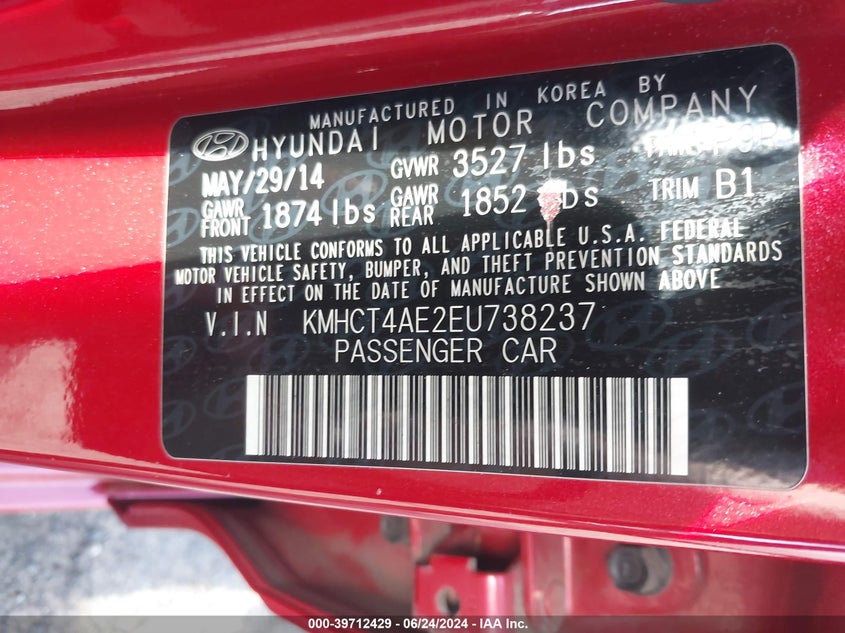 MANUFACTURED IN KOREA BY
HYUNDAI MOTOR COMPANY
MAY/29/14 GVWR 3527 lbs
GAWR FRONT 1874 lbs GAWR REAR 1852 TRIM B1
THIS VEHICLE CONFORMS TO ALL APPLICABLE U.S.A. FEDERAL
MOTOR VEHICLE SAFETY, BUMPER, AND THEFT PREVENTION STANDARDS
IN EFFECT ON THE DATE OF MANUFACTURE SHOWN ABOVE
V.I.N KMHCT4AE2EU738237
PASSENGER CAR
000-39712429 - 06/24/2024 - IAA Inc.